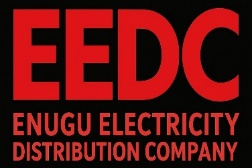 EEDC
ENUGU ELECTRICITY
DISTRIBUTION COMPANY